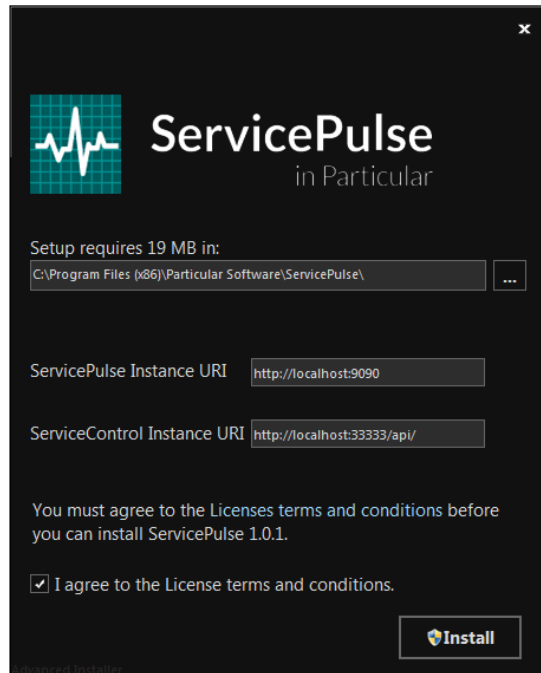 x
ServicePulse
in Particular
Setup requires 19 MB in:
C:\Program Files (x86)\Particular Software\ServicePulse\
...
ServicePulse Instance URI http://localhost:9090
ServiceControl Instance URI http://localhost:33333/api/
You must agree to the Licenses terms and conditions before
you can install ServicePulse 1.0.1.
I agree to the License terms and conditions.
Install
Advanced Installer